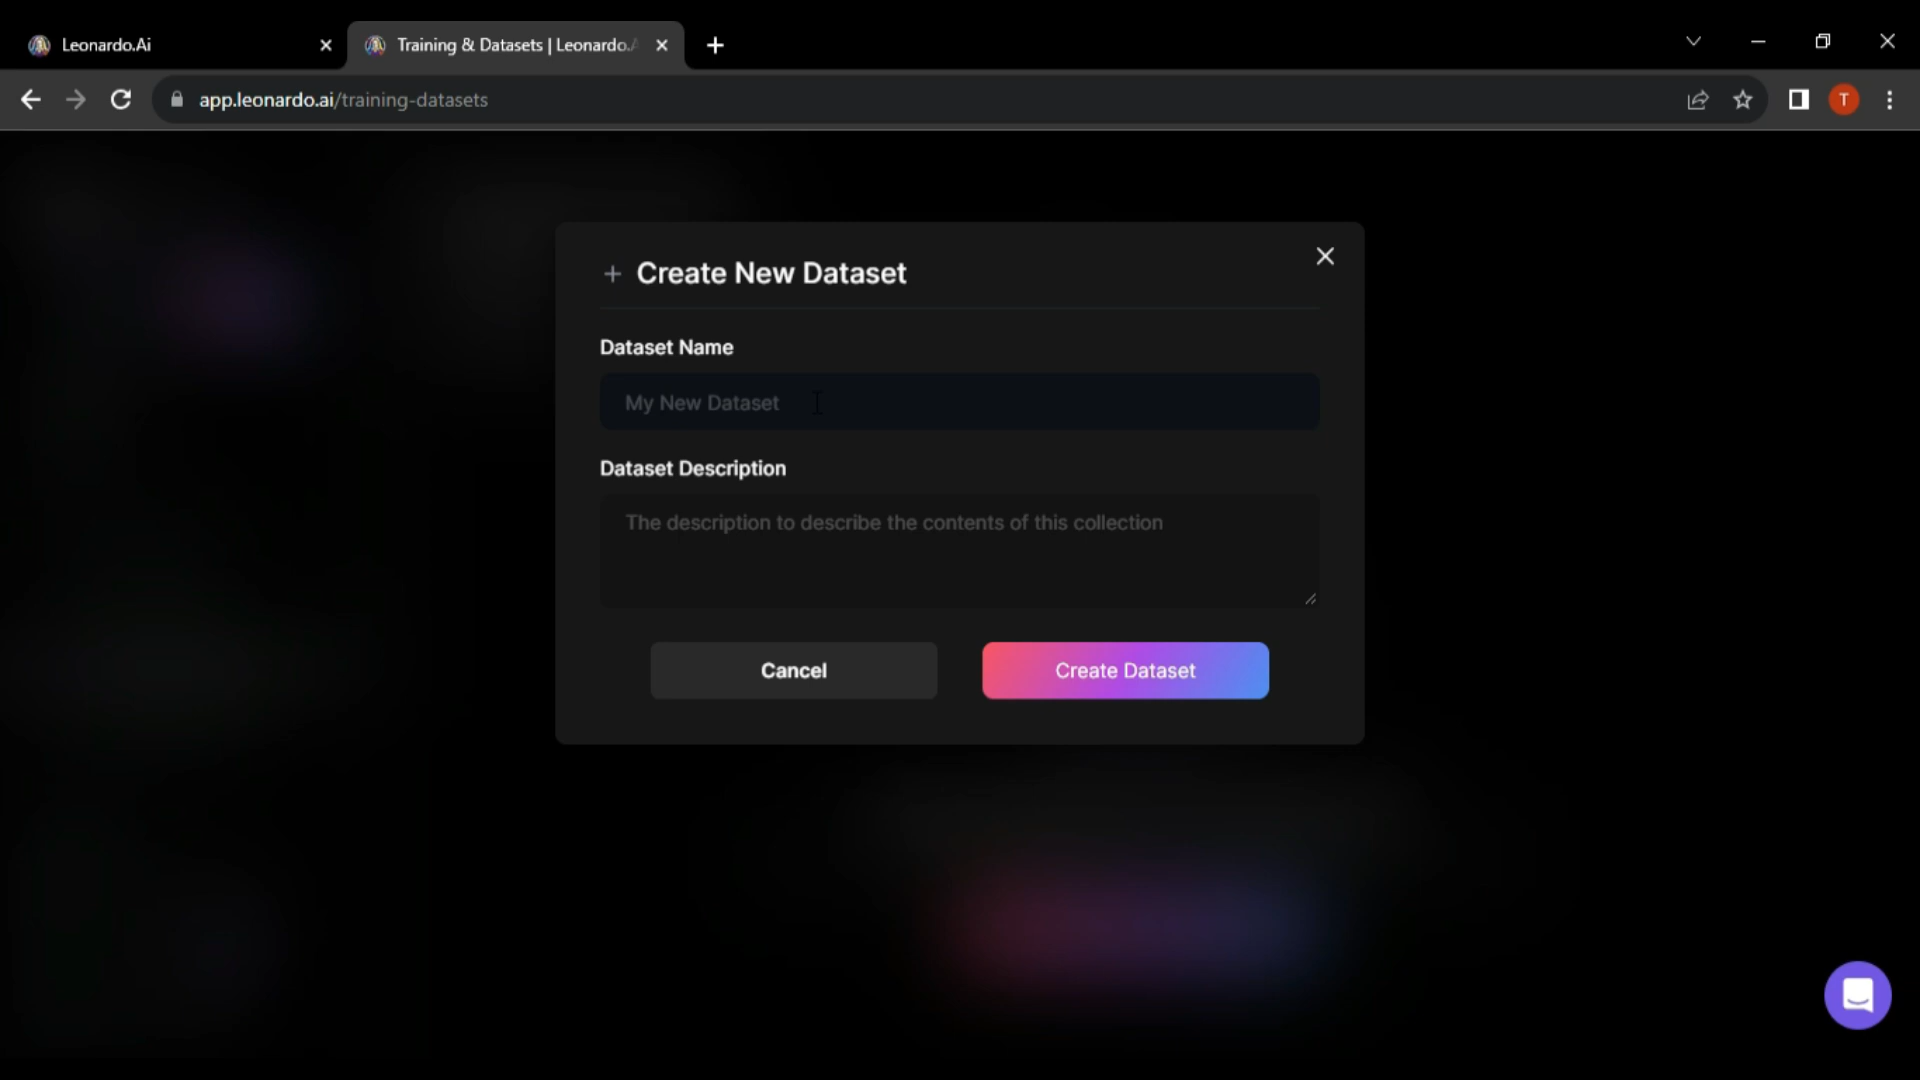 Leonardo.Ai
Training & Datasets | Leonardo.A
app.leonardo.ai/training-datasets
T
+ Create New Dataset
Dataset Name
My New Dataset
Dataset Description
The description to describe the contents of this collection
Cancel
Create Dataset